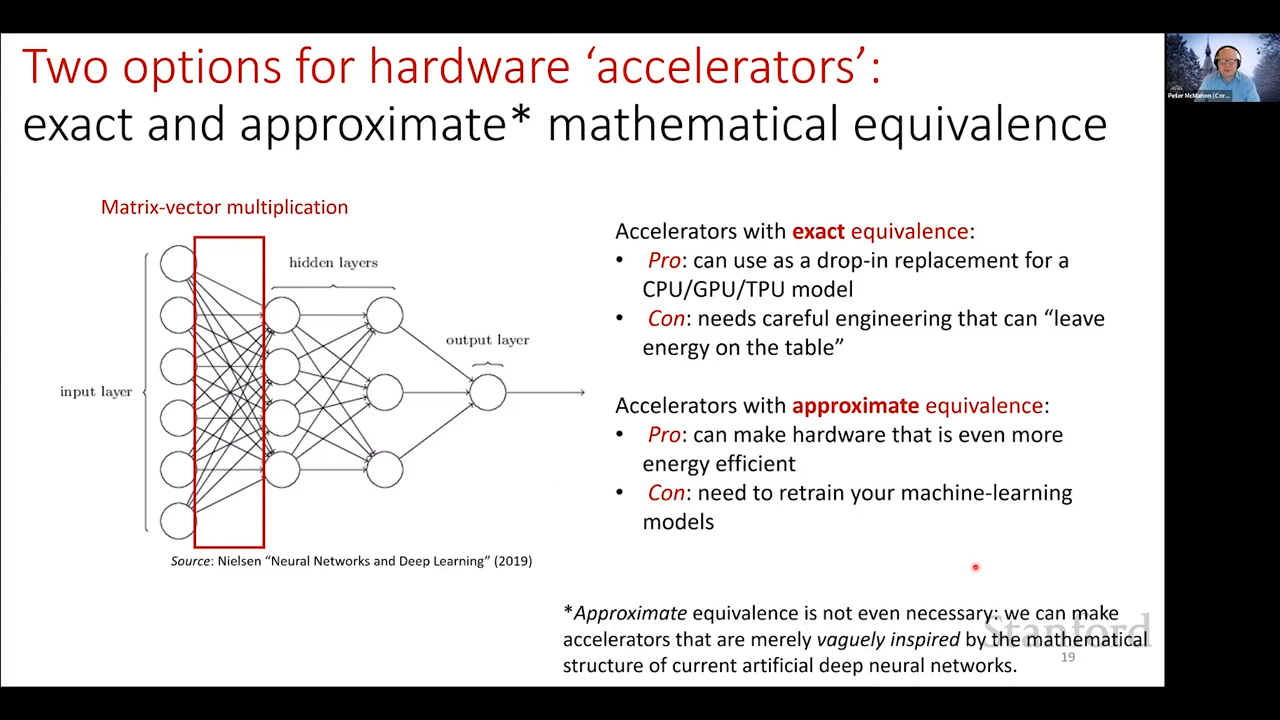 Two options for hardware ‘accelerators’:
exact and approximate* mathematical equivalence
Peter McMahon (Cor...
Matrix-vector multiplication
hidden layers
output layer
input layer
Source: Nielsen “Neural Networks and Deep Learning” (2019)
Accelerators with exact equivalence:
• Pro: can use as a drop-in replacement for a
CPU/GPU/TPU model
• Con: needs careful engineering that can “leave
energy on the table”
Accelerators with approximate equivalence:
• Pro: can make hardware that is even more
energy efficient
• Con: need to retrain your machine-learning
models
*Approximate equivalence is not even necessary: we can make
accelerators that are merely vaguely inspired by the mathematical
structure of current artificial deep neural networks.
Stanford
19